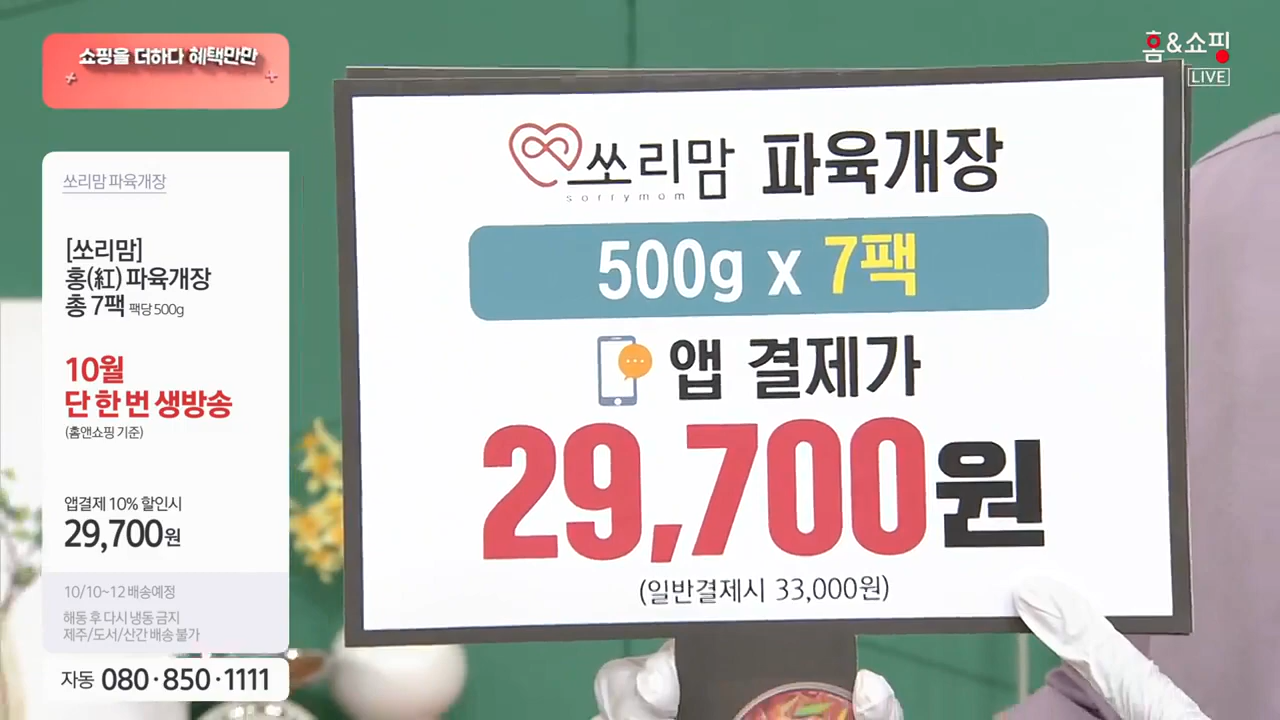 쇼핑을 더하다 혜택만만
쏘리맘 파육개장
[쏘리맘]
홍(紅) 파육개장
총 7팩 팩당 500g
10월
단 한 번 생방송
(홈앤쇼핑 기준)
앱결제 10% 할인시
29,700원
10/10~12 배송예정
해동 후 다시 냉동 금지
제주/도서/산간 배송 불가
자동 080·850·1111
홈&쇼핑
LIVE
쏘리맘 파육개장
sorrymom
500g x 7팩
앱 결제가
29,700원
(일반결제시 33,000원)